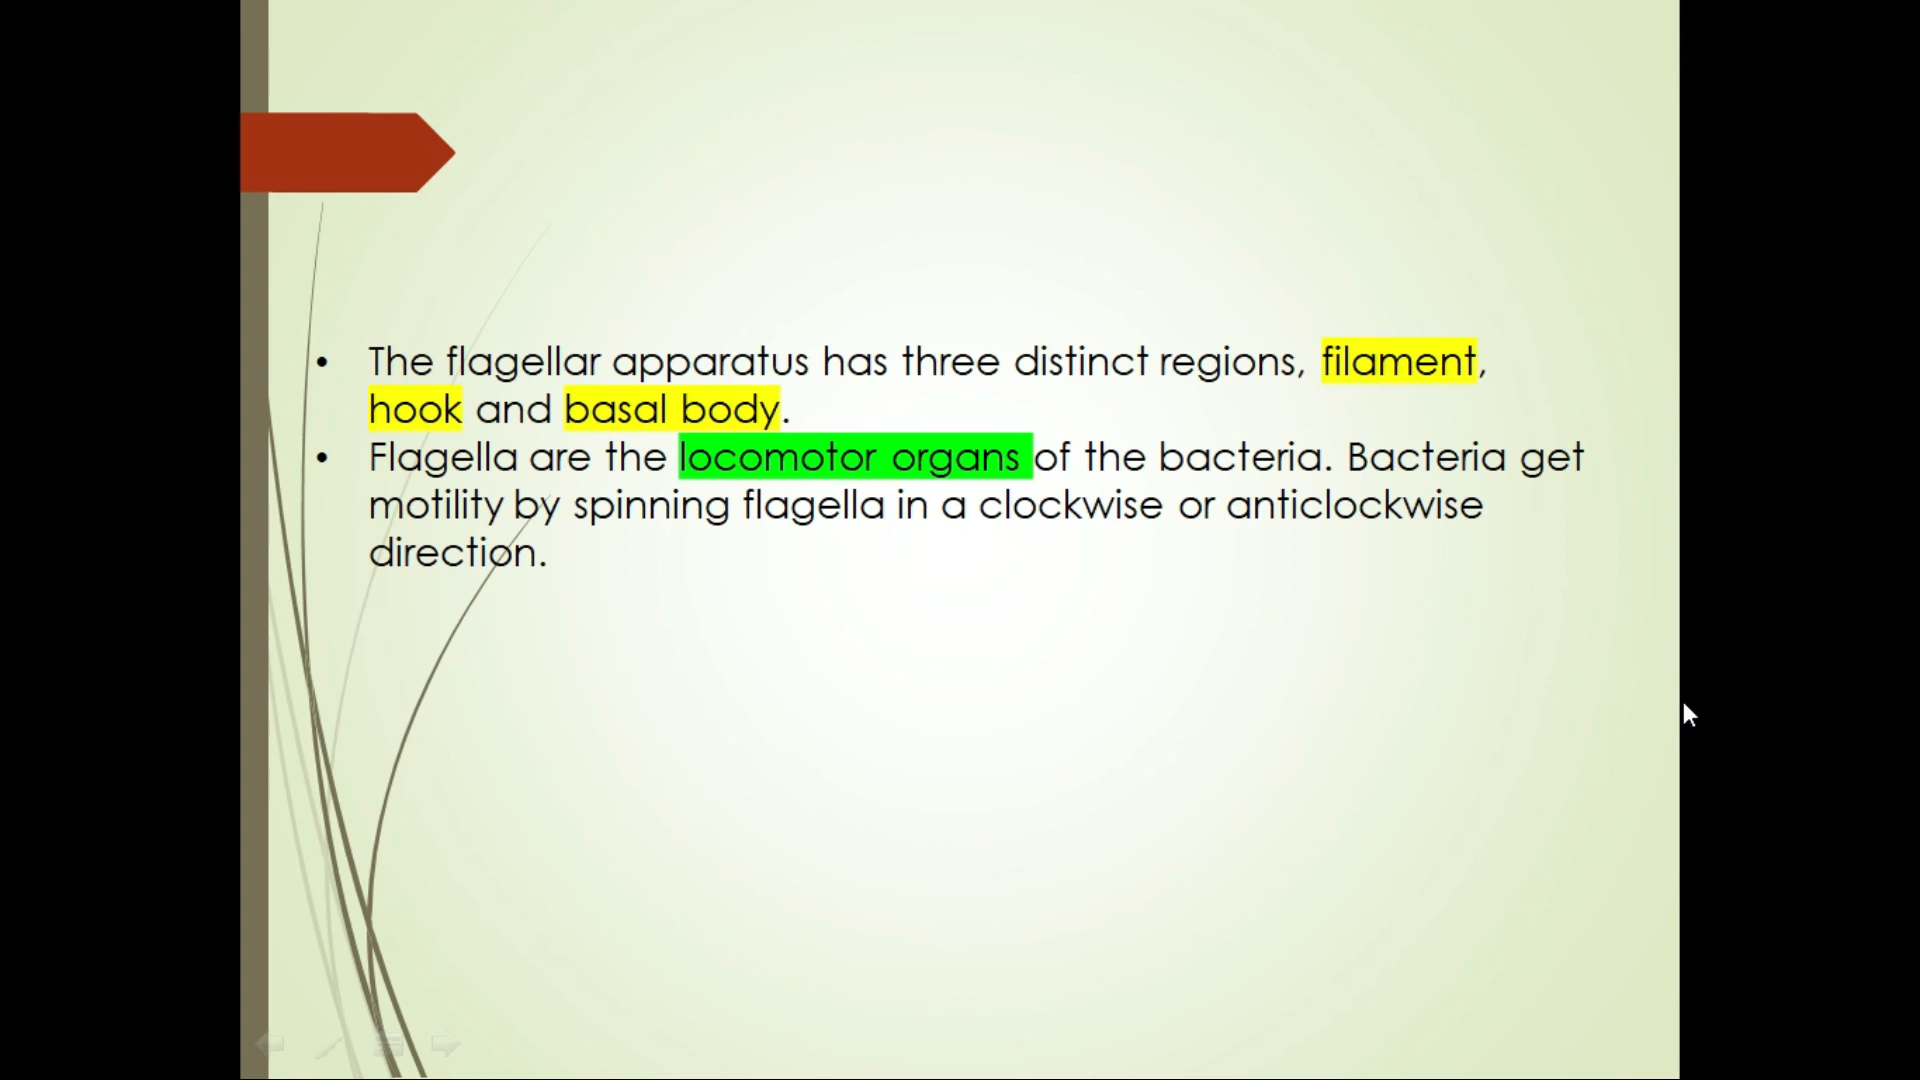 • The flagellar apparatus has three distinct regions, filament,
hook and basal body.
• Flagella are the locomotor organs of the bacteria. Bacteria get
motility by spinning flagella in a clockwise or anticlockwise
direction.